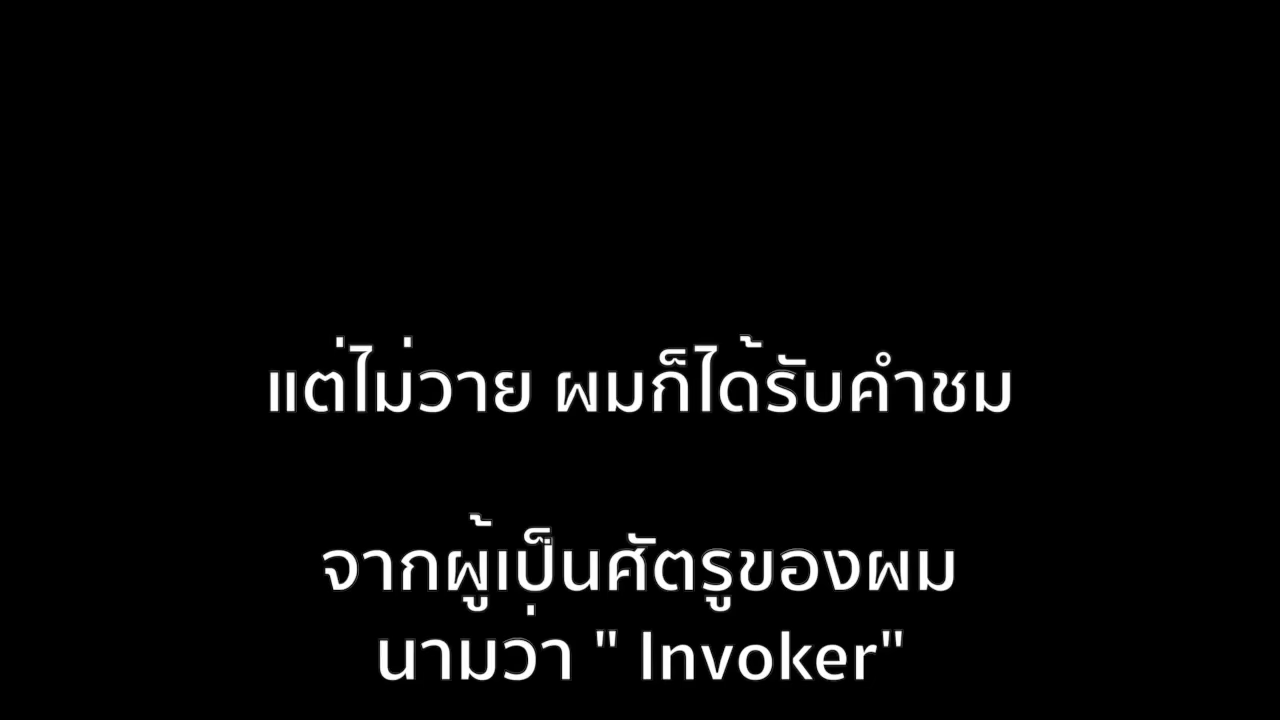 แต่ไม่วาย ผมก็ได้รับคำชม
จากผู้เป็นศัตรูของผม
นามว่า " Invoker"